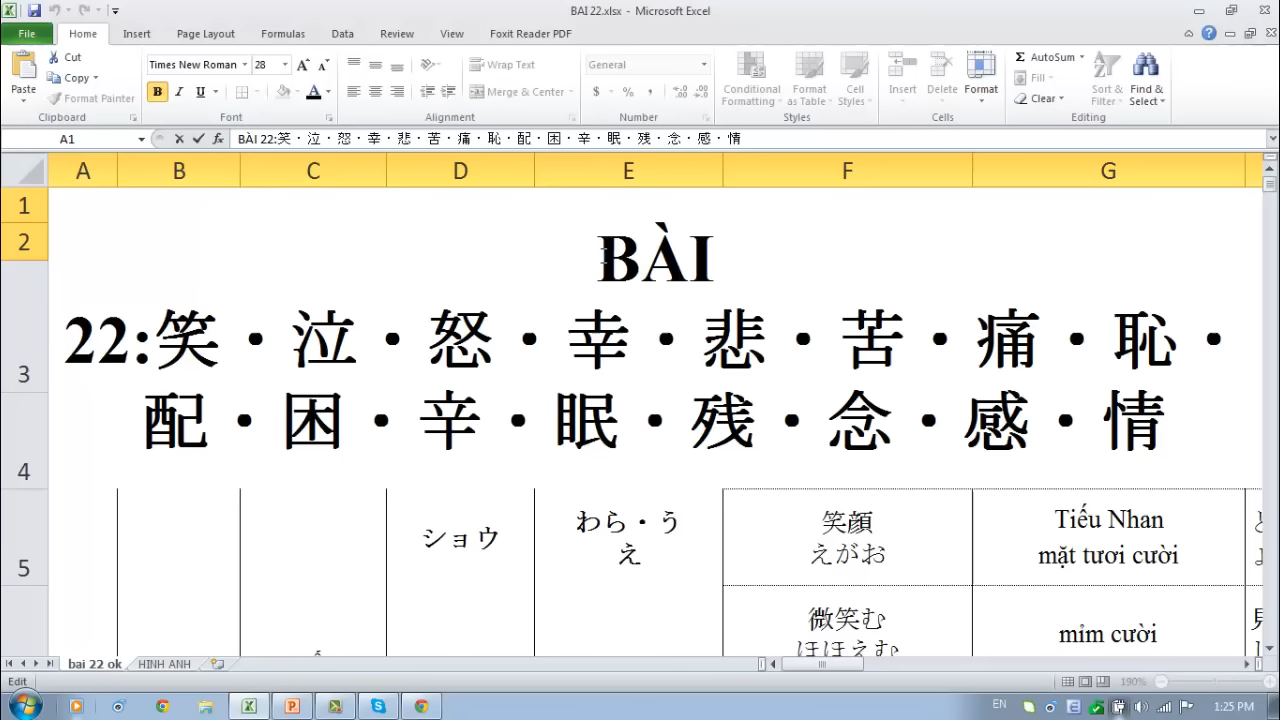 BAI 22.xlsx - Microsoft Excel
File Home Insert Page Layout Formulas Data Review View Foxit Reader PDF
Paste
Cut
Copy
Format Painter
Clipboard
Times New Roman 28
B I U
Font
Wrap Text
Merge & Center
Alignment
General
$ % ,
Number
Conditional Formatting
Format as Table
Cell Styles
Styles
Insert Delete Format
Cells
Σ AutoSum
Fill
Clear
Sort & Filter
Find & Select
Editing
A1 fx BÀI 22:笑・泣・怒・幸・悲・苦・痛・恥・配・困・辛・眠・残・念・感・情
A B C D E F G
1
2
3
4
5
BÀI
22:笑・泣・怒・幸・悲・苦・痛・恥・
配・困・辛・眠・残・念・感・情
ショウ
わら・う
え
笑顔
えがお
Tiếu Nhan
mặt tươi cười
微笑む
ほほえむ
mỉm cười
bai 22 ok HINH ANH
Edit 190%
EN 1:25 PM